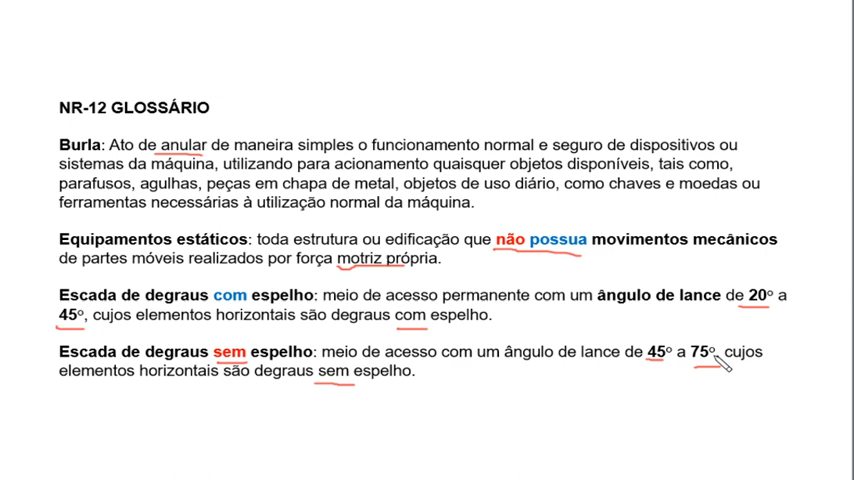 NR-12 GLOSSÁRIO
Burla: Ato de anular de maneira simples o funcionamento normal e seguro de dispositivos ou
sistemas da máquina, utilizando para acionamento quaisquer objetos disponíveis, tais como,
parafusos, agulhas, peças em chapa de metal, objetos de uso diário, como chaves e moedas ou
ferramentas necessárias à utilização normal da máquina.
Equipamentos estáticos: toda estrutura ou edificação que não possua movimentos mecânicos
de partes móveis realizados por força motriz própria.
Escada de degraus com espelho: meio de acesso permanente com um ângulo de lance de 20º a
45º, cujos elementos horizontais são degraus com espelho.
Escada de degraus sem espelho: meio de acesso com um ângulo de lance de 45º a 75º, cujos
elementos horizontais são degraus sem espelho.